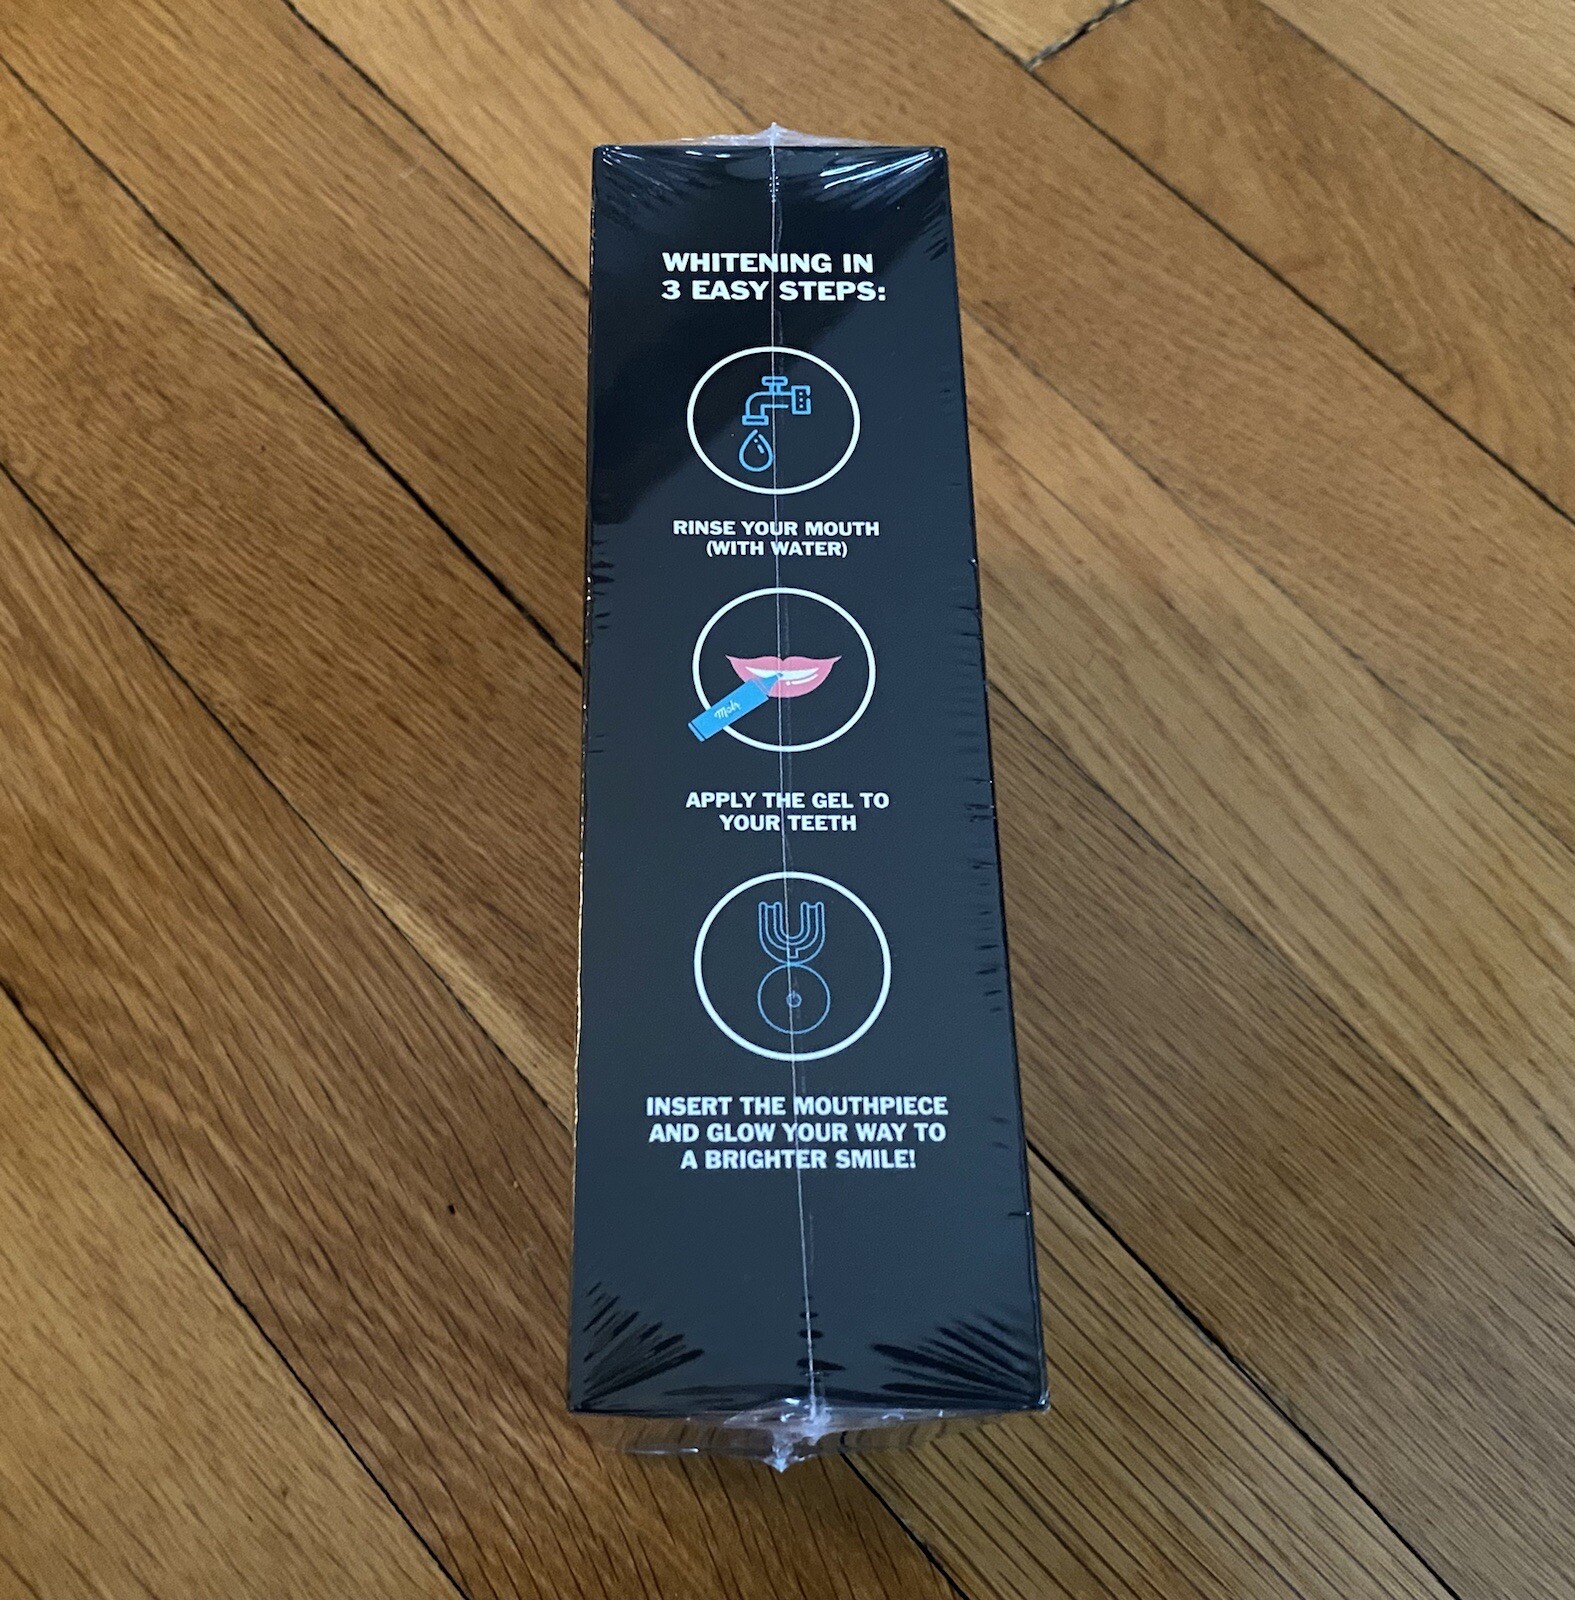 WHITENING IN
3 EASY STEPS:
RINSE YOUR MOUTH
(WITH WATER)
APPLY THE GEL TO
YOUR TEETH
INSERT THE MOUTHPIECE
AND GLOW YOUR WAY TO
A BRIGHTER SMILE!